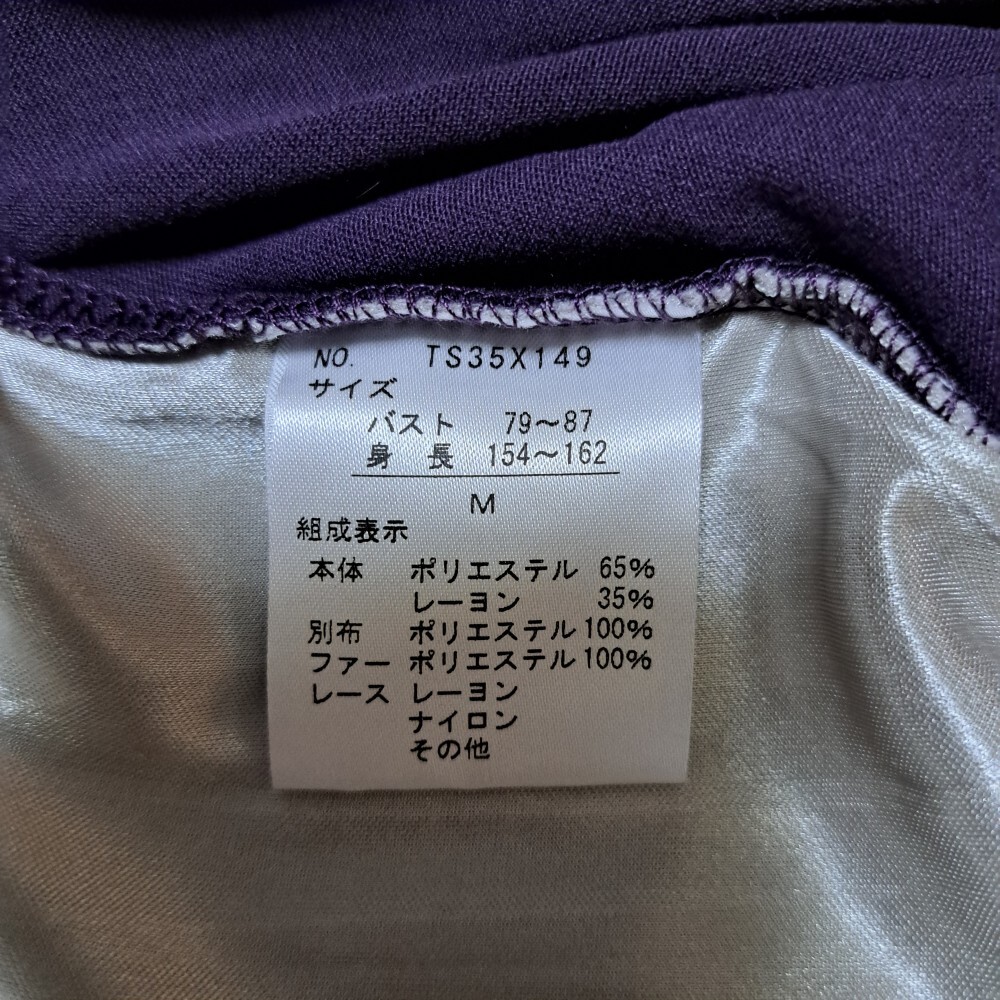 NO. TS35X149
サイズ
バスト 79～87
身長 154～162
M
組成表示
本体 ポリエステル 65%
レーヨン 35%
別布 ポリエステル 100%
ファー ポリエステル 100%
レース レーヨン
ナイロン
その他